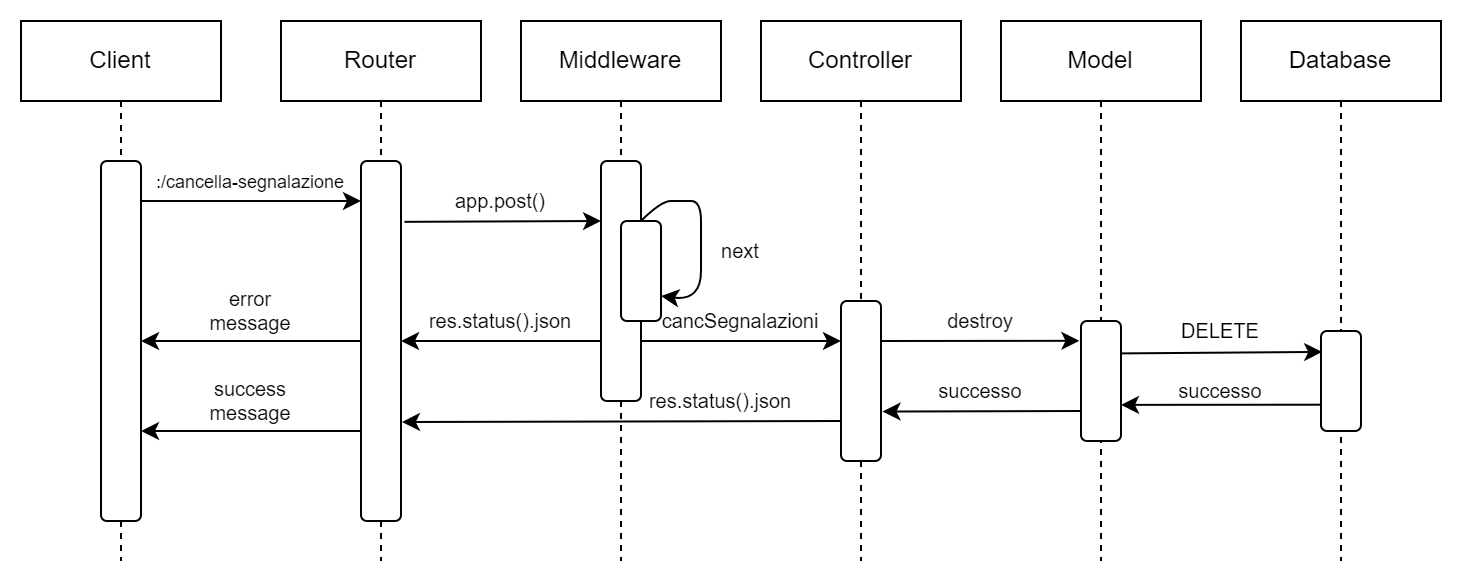 Client
Router
Middleware
Controller
Model
Database
:/cancella-segnalazione
app.post()
next
error
message
res.status().json
cancSegnalazioni
destroy
DELETE
success
message
res.status().json
successo
successo